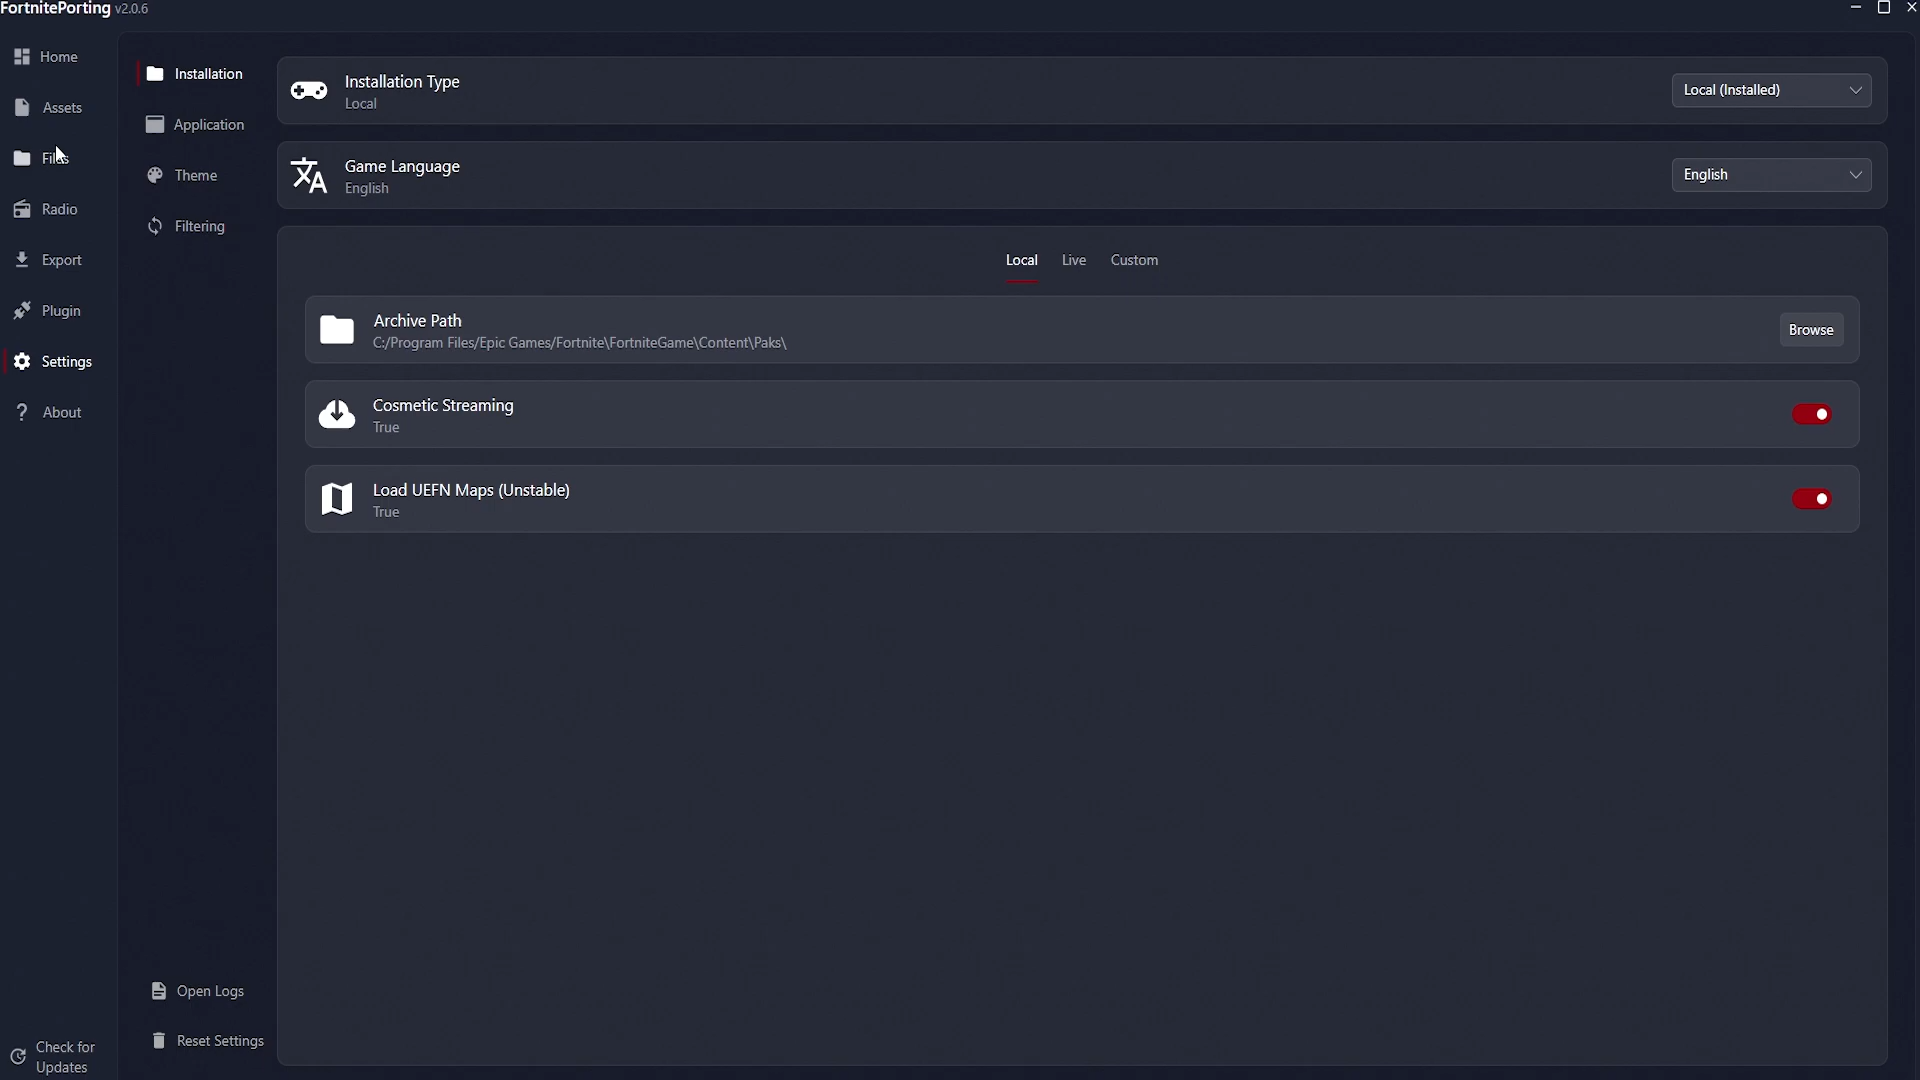 FortnitePorting v2.0.6
Home
Assets
Files
Radio
Export
Plugin
Settings
About
Check for
Updates
Installation
Application
Theme
Filtering
Open Logs
Reset Settings
Installation Type
Local
Local (Installed)
Game Language
English
English
Local Live Custom
Archive Path
C:/Program Files/Epic Games/Fortnite\FortniteGame\Content\Paks\
Browse
Cosmetic Streaming
True
Load UEFN Maps (Unstable)
True